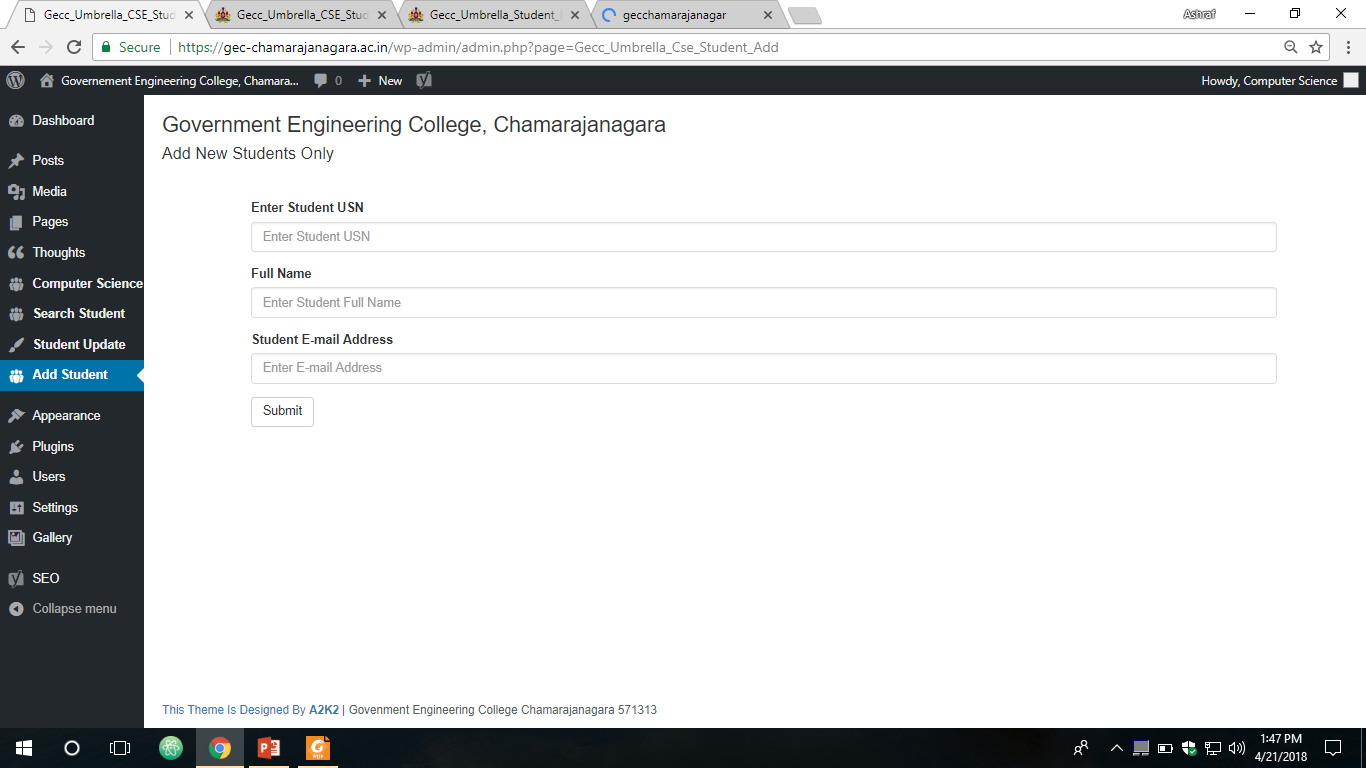 Gecc_Umbrella_CSE_Stud
Gecc_Umbrella_CSE_Stud
Gecc_Umbrella_Student_
gecchamarajanagar
Ashraf
Secure
https://gec-chamarajanagara.ac.in/wp-admin/admin.php?page=Gecc_Umbrella_Cse_Student_Add
Governement Engineering College, Chamara...
0
New
Howdy, Computer Science
Dashboard
Posts
Media
Pages
Thoughts
Computer Science
Search Student
Student Update
Add Student
Appearance
Plugins
Users
Settings
Gallery
SEO
Collapse menu
Government Engineering College, Chamarajanagara
Add New Students Only
Enter Student USN
Enter Student USN
Full Name
Enter Student Full Name
Student E-mail Address
Enter E-mail Address
Submit
This Theme Is Designed By A2K2 | Govenment Engineering College Chamarajanagara 571313
1:47 PM
4/21/2018